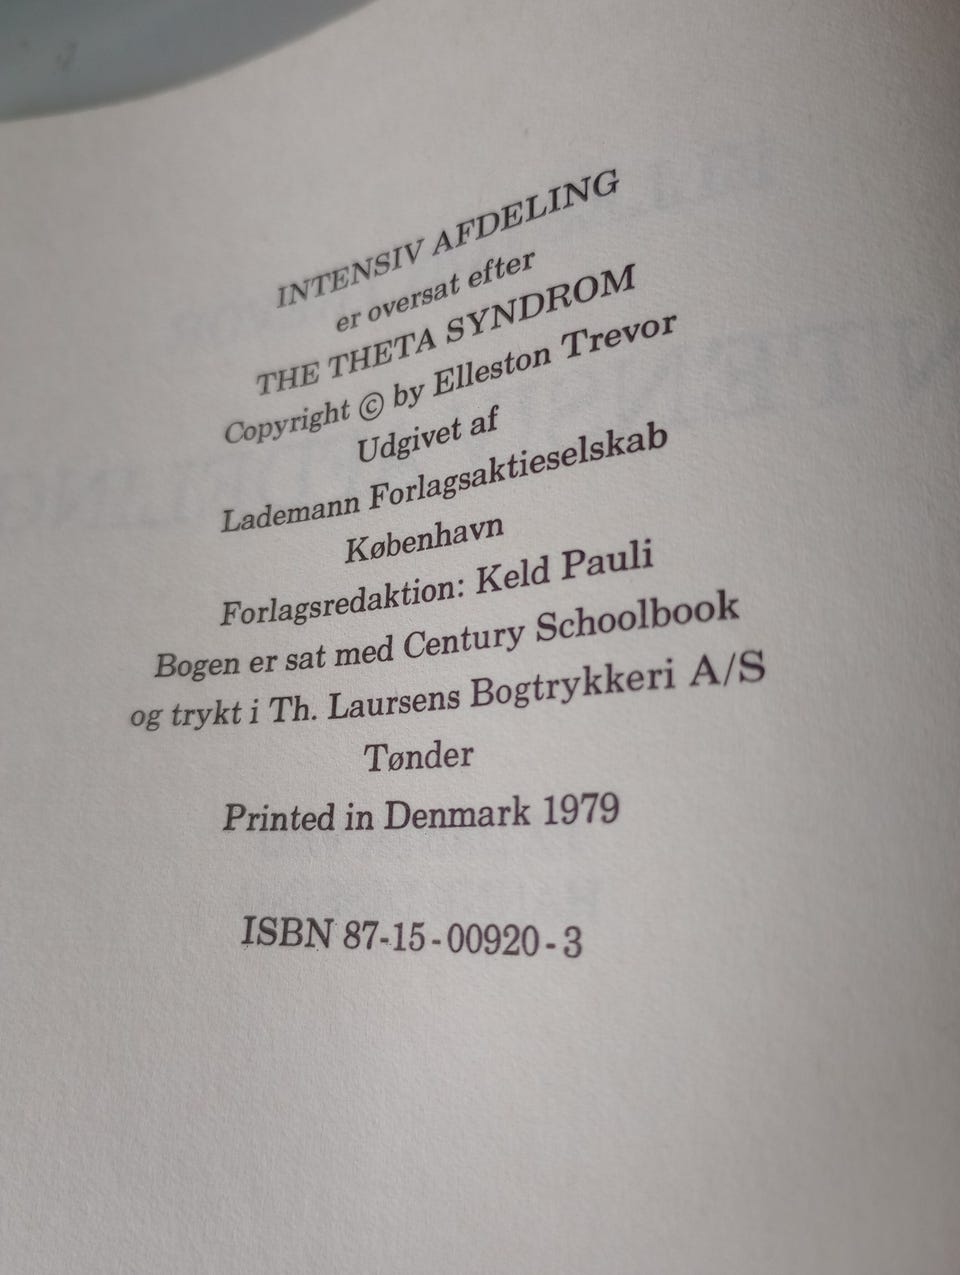 INTENSIV AFDELING
er oversat efter
THE THETA SYNDROM
Copyright © by Elleston Trevor
Udgivet af
Lademann Forlagsaktieselskab
København
Forlagsredaktion: Keld Pauli
Bogen er sat med Century Schoolbook
og trykt i Th. Laursens Bogtrykkeri A/S
Tønder
Printed in Denmark 1979
ISBN 87-15-00920-3